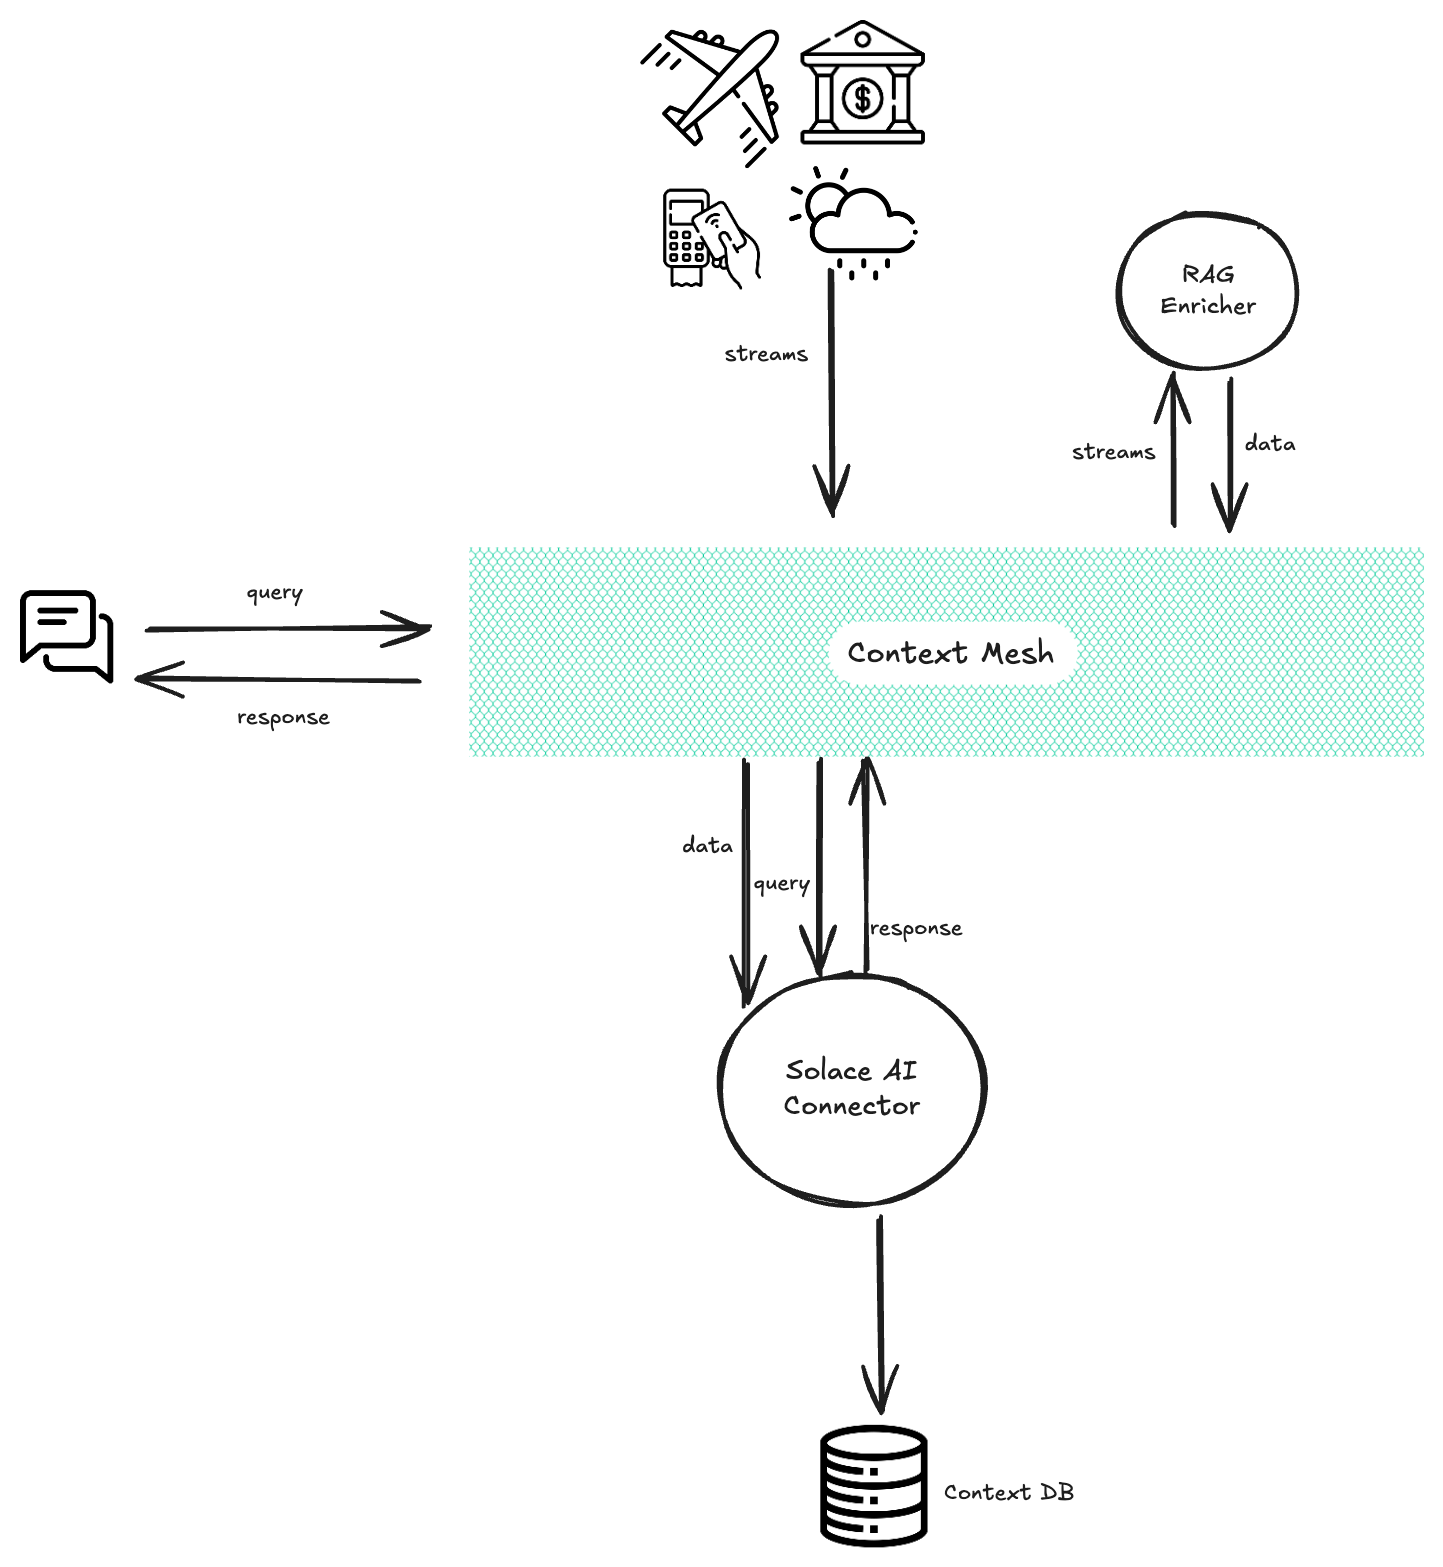 $
RAG
Enricher
streams
streams
data
query
Context Mesh
response
data
query
response
Solace AI
Connector
Context DB